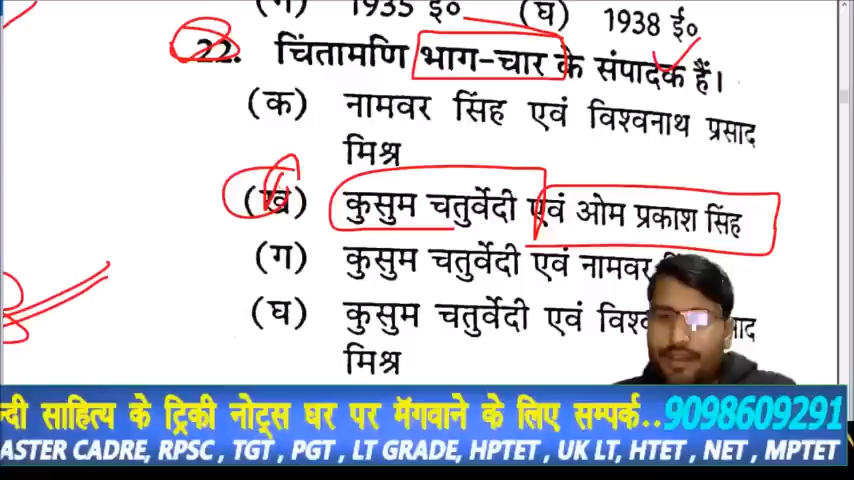 (ग) 1935 ई० (घ) 1938 ई०
22. चिंतामणि भाग-चार के संपादक हैं।
(क) नामवर सिंह एवं विश्वनाथ प्रसाद
मिश्र
(ख) कुसुम चतुर्वेदी एवं ओम प्रकाश सिंह
(ग) कुसुम चतुर्वेदी एवं नामवर
(घ) कुसुम चतुर्वेदी एवं
मिश्र
न्दी साहित्य के ट्रिकी नोट्स घर पर मॅगवाने के लिए सम्पर्क..9098609291
ASTER CADRE, RPSC , TGT , PGT , LT GRADE, HPTET , UK LT, HTET , NET , MPTET